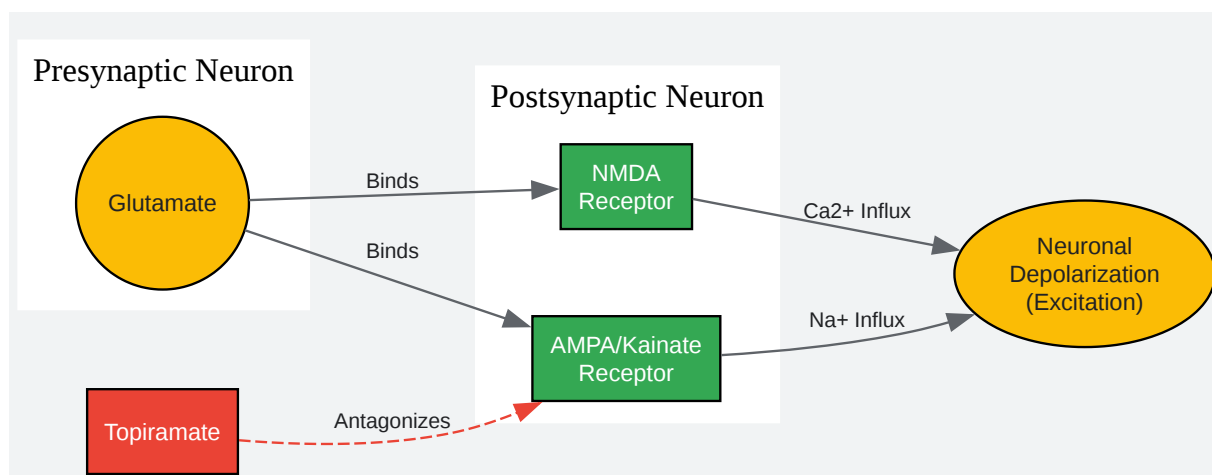 Presynaptic Neuron
Glutamate
Postsynaptic Neuron
Binds
NMDA
Receptor
Ca2+ Influx
Binds
Neuronal
Depolarization
(Excitation)
AMPA/Kainate
Receptor
Na+ Influx
Topiramate
Antagonizes